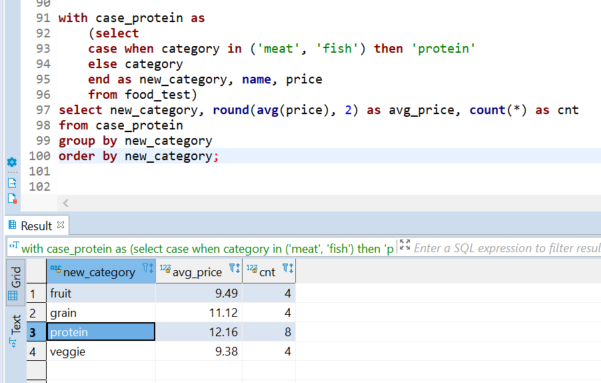 90
91 with case_protein as
92 (select
93 case when category in ('meat', 'fish') then 'protein'
94 else category
95 end as new_category, name, price
96 from food_test)
97 select new_category, round(avg(price), 2) as avg_price, count(*) as cnt
98 from case_protein
99 group by new_category
100 order by new_category;
101
102
Result
with case_protein as (select case when category in ('meat', 'fish') then 'p Enter a SQL expression to filter resul
Grid
Text
ABC new_category 123 avg_price 123 cnt
1 fruit 9.49 4
2 grain 11.12 4
3 protein 12.16 8
4 veggie 9.38 4